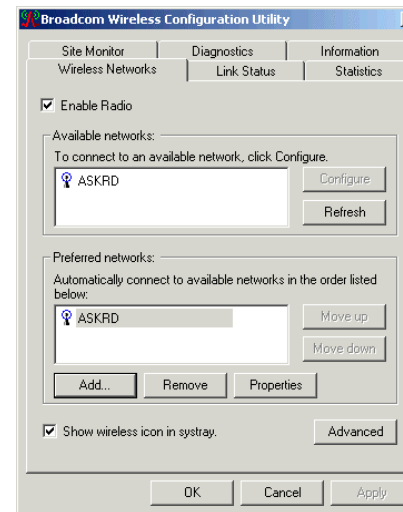 Broadcom Wireless Configuration Utility
Site Monitor Diagnostics Information
Wireless Networks Link Status Statistics
Enable Radio
Available networks:
To connect to an available network, click Configure.
ASKRD
Configure
Refresh
Preferred networks:
Automatically connect to available networks in the order listed
below:
ASKRD
Move up
Move down
Add... Remove Properties
Show wireless icon in systray.
Advanced
OK Cancel Apply